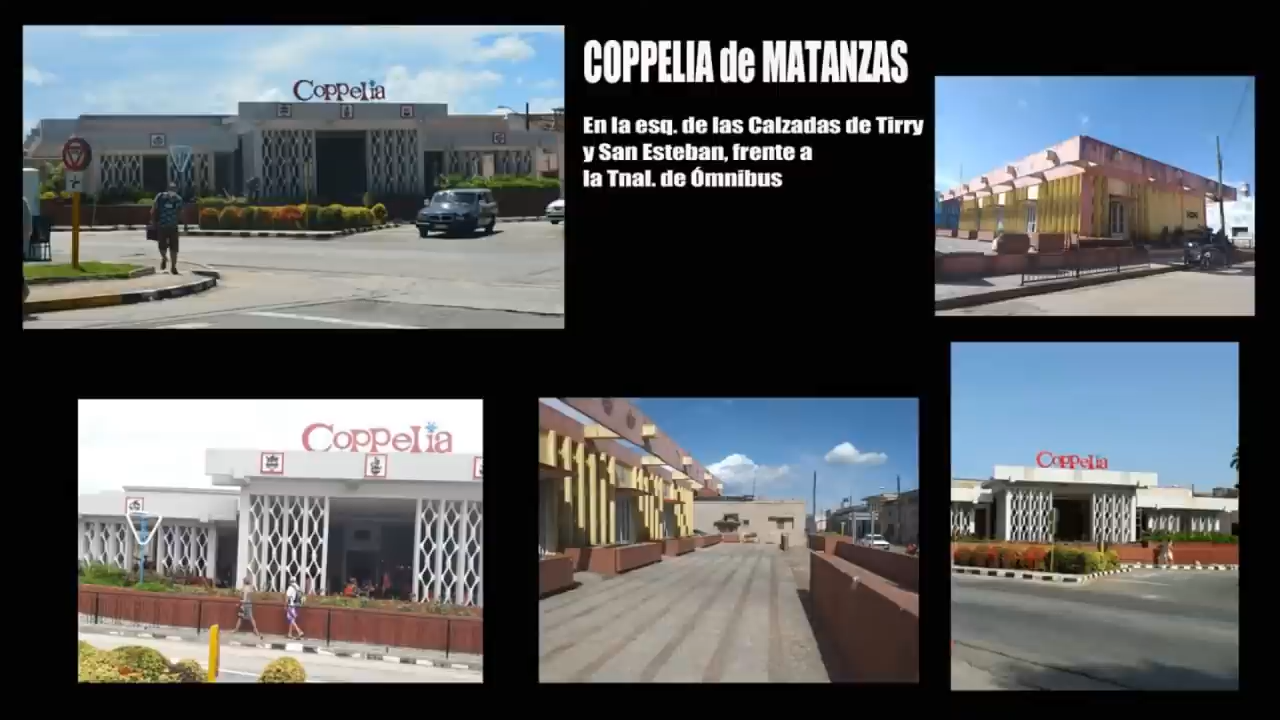 Coppelia
COPPELIA de MATANZAS
En la esq. de las Calzadas de Tirry
y San Esteban, frente a
la Tnal. de Ómnibus
Coppelia
Coppelia